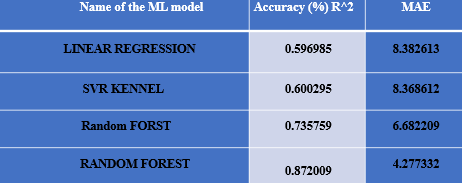 Name of the ML model Accuracy (%) R^2 MAE
LINEAR REGRESSION 0.596985 8.382613
SVR KENNEL 0.600295 8.368612
Random FORST 0.735759 6.682209
RANDOM FOREST 0.872009 4.277332